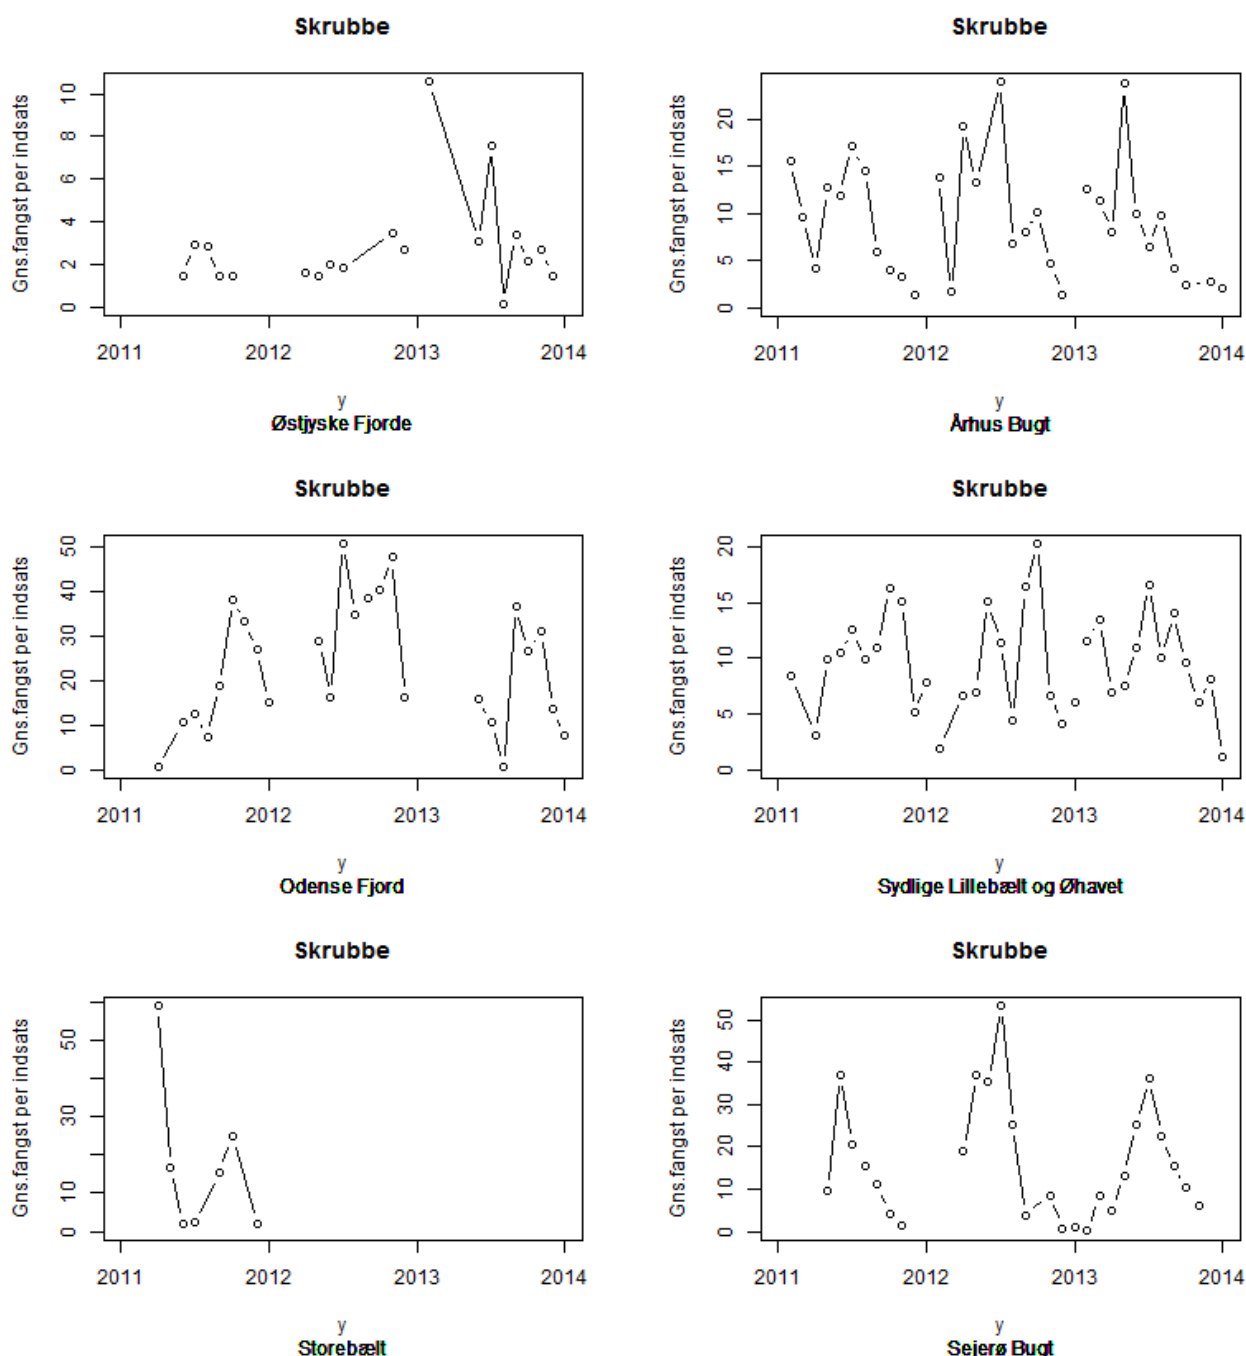 Skrubbe
Gns.fangst per indsats
0 2 4 6 8 10
2011 2012 2013 2014
y
Østjyske Fjorde
Skrubbe
Gns.fangst per indsats
0 5 10 15 20
2011 2012 2013 2014
y
Århus Bugt
Skrubbe
Gns.fangst per indsats
0 10 20 30 40 50
2011 2012 2013 2014
y
Odense Fjord
Skrubbe
Gns.fangst per indsats
0 5 10 15 20
2011 2012 2013 2014
y
Sydlige Lillebælt og Øhavet
Skrubbe
Gns.fangst per indsats
0 10 30 50
2011 2012 2013 2014
y
Storebælt
Skrubbe
Gns.fangst per indsats
0 10 20 30 40 50
2011 2012 2013 2014
y
Sejerø Bugt